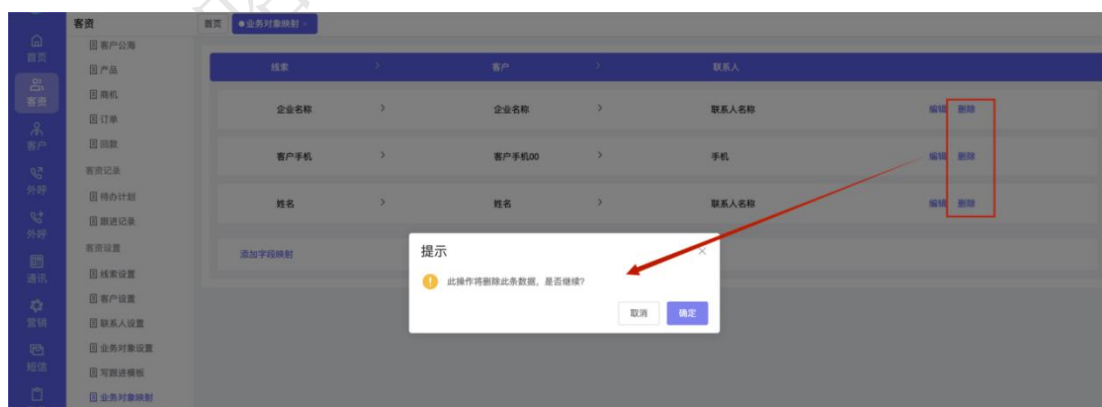 客资
首页 ●业务对象映射 ×
首页
客资
客户
外呼
外呼
通讯
营销
短信
客户公海
产品
商机
订单
回款
客资记录
待办计划
跟进记录
客资设置
线索设置
客户设置
联系人设置
业务对象设置
写跟进模板
业务对象映射
线索 > 客户 > 联系人
企业名称 > 企业名称 > 联系人名称 编辑 删除
客户手机 > 客户手机00 > 手机 编辑 删除
姓名 > 姓名 > 联系人名称 编辑 删除
添加字段映射
提示 ×
此操作将删除此条数据，是否继续?
取消 确定